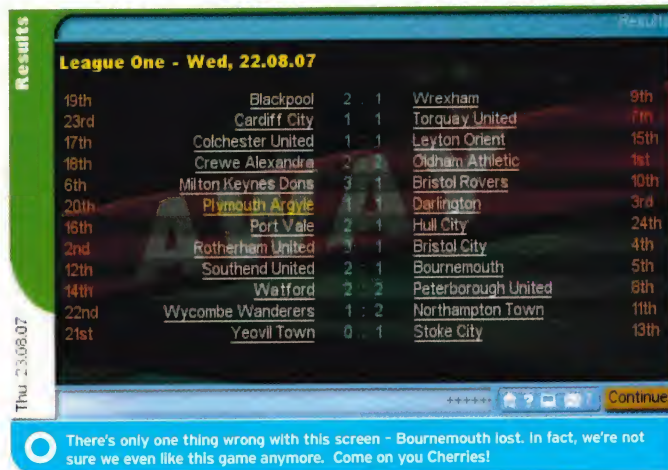 Results
Results
League One - Wed, 22.08.07
19th Blackpool 2 : 1 Wrexham 9th
23rd Cardiff City 1 : 1 Torquay United 7th
17th Colchester United 1 : 1 Leyton Orient 15th
18th Crewe Alexandra 2 : 2 Oldham Athletic 1st
6th Milton Keynes Dons 3 : 1 Bristol Rovers 10th
20th Plymouth Argyle 1 : 1 Darlington 3rd
16th Port Vale 2 : 1 Hull City 24th
2nd Rotherham United 3 : 1 Bristol City 4th
12th Southend United 2 : 1 Bournemouth 5th
14th Watford 2 : 2 Peterborough United 8th
22nd Wycombe Wanderers 1 : 2 Northampton Town 11th
21st Yeovil Town 0 : 1 Stoke City 13th
Thu 23.08.07
Continue
There's only one thing wrong with this screen - Bournemouth lost. In fact, we're not
sure we even like this game anymore. Come on you Cherries!